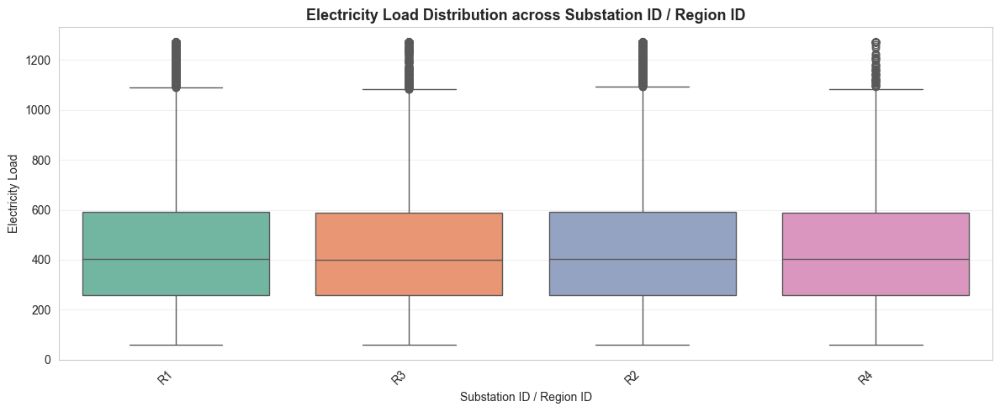 Electricity Load Distribution across Substation ID / Region ID
Electricity Load
1200
1000
800
600
400
200
0
R1
R3
R2
R4
Substation ID / Region ID